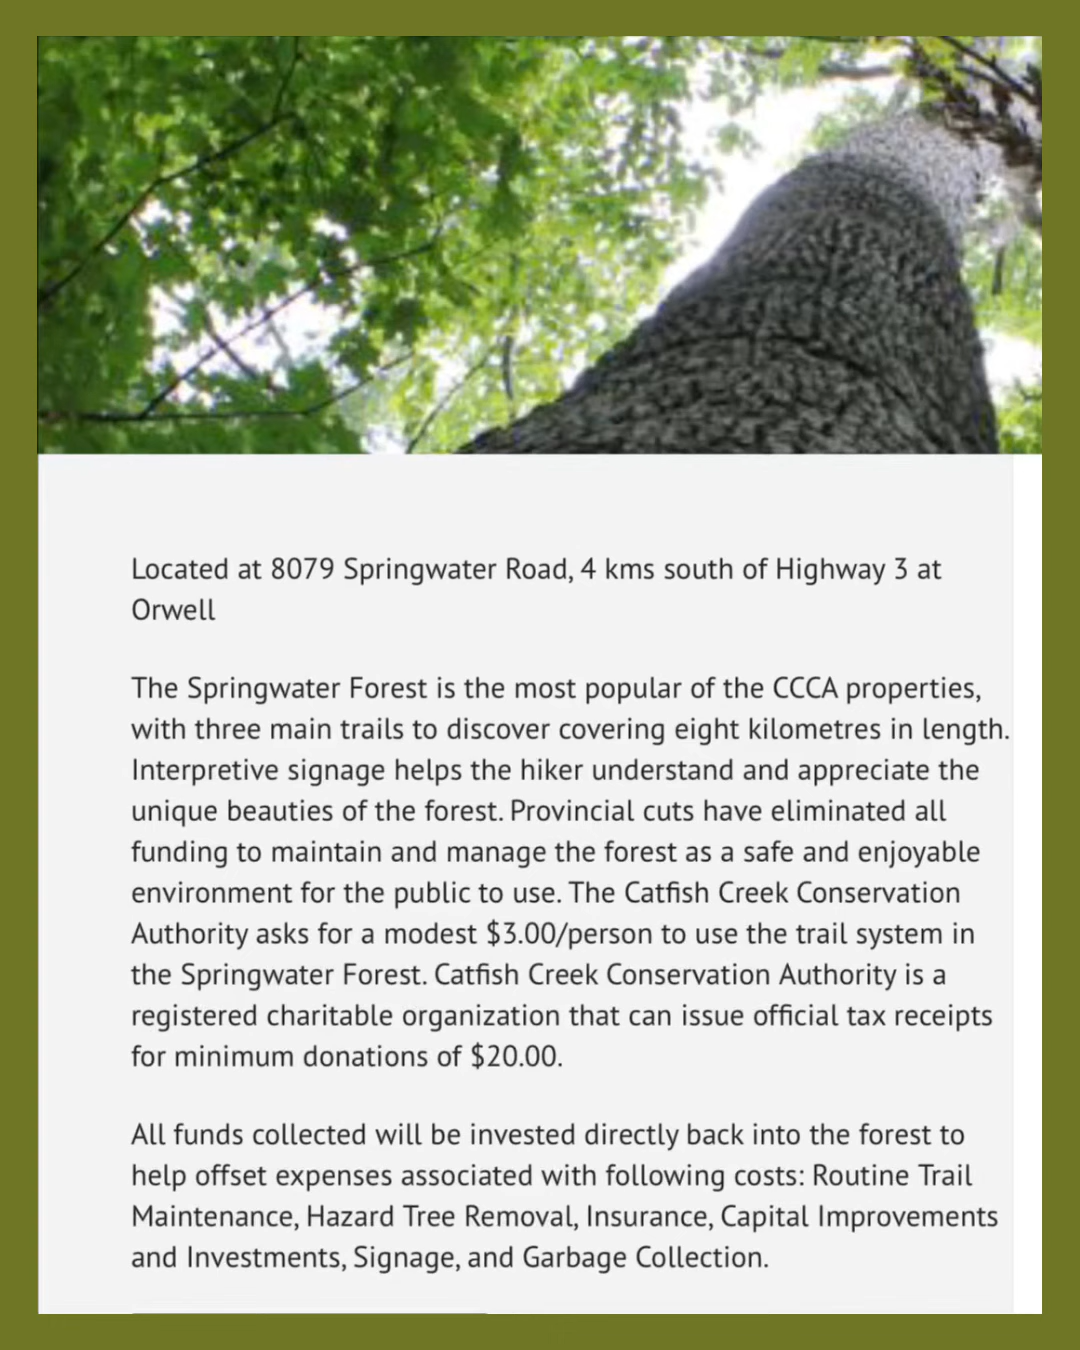 Located at 8079 Springwater Road, 4 kms south of Highway 3 at
Orwell
The Springwater Forest is the most popular of the CCCA properties,
with three main trails to discover covering eight kilometres in length.
Interpretive signage helps the hiker understand and appreciate the
unique beauties of the forest. Provincial cuts have eliminated all
funding to maintain and manage the forest as a safe and enjoyable
environment for the public to use. The Catfish Creek Conservation
Authority asks for a modest $3.00/person to use the trail system in
the Springwater Forest. Catfish Creek Conservation Authority is a
registered charitable organization that can issue official tax receipts
for minimum donations of $20.00.
All funds collected will be invested directly back into the forest to
help offset expenses associated with following costs: Routine Trail
Maintenance, Hazard Tree Removal, Insurance, Capital Improvements
and Investments, Signage, and Garbage Collection.